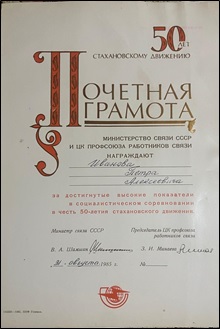 50 ЛЕТ
СТАХАНОВСКОМУ ДВИЖЕНИЮ
ПОЧЕТНАЯ
ГРАМОТА
МИНИСТЕРСТВО СВЯЗИ СССР
И ЦК ПРОФСОЮЗА РАБОТНИКОВ СВЯЗИ
НАГРАЖДАЮТ
Иванова
Петра
Алексеевича
за достигнутые высокие показатели
в социалистическом соревновании
в честь 50-летия стахановского движения
Министр связи СССР
Председатель ЦК профсоюза
работников связи
В. А. Шамшин
31 августа 1985 г.
№